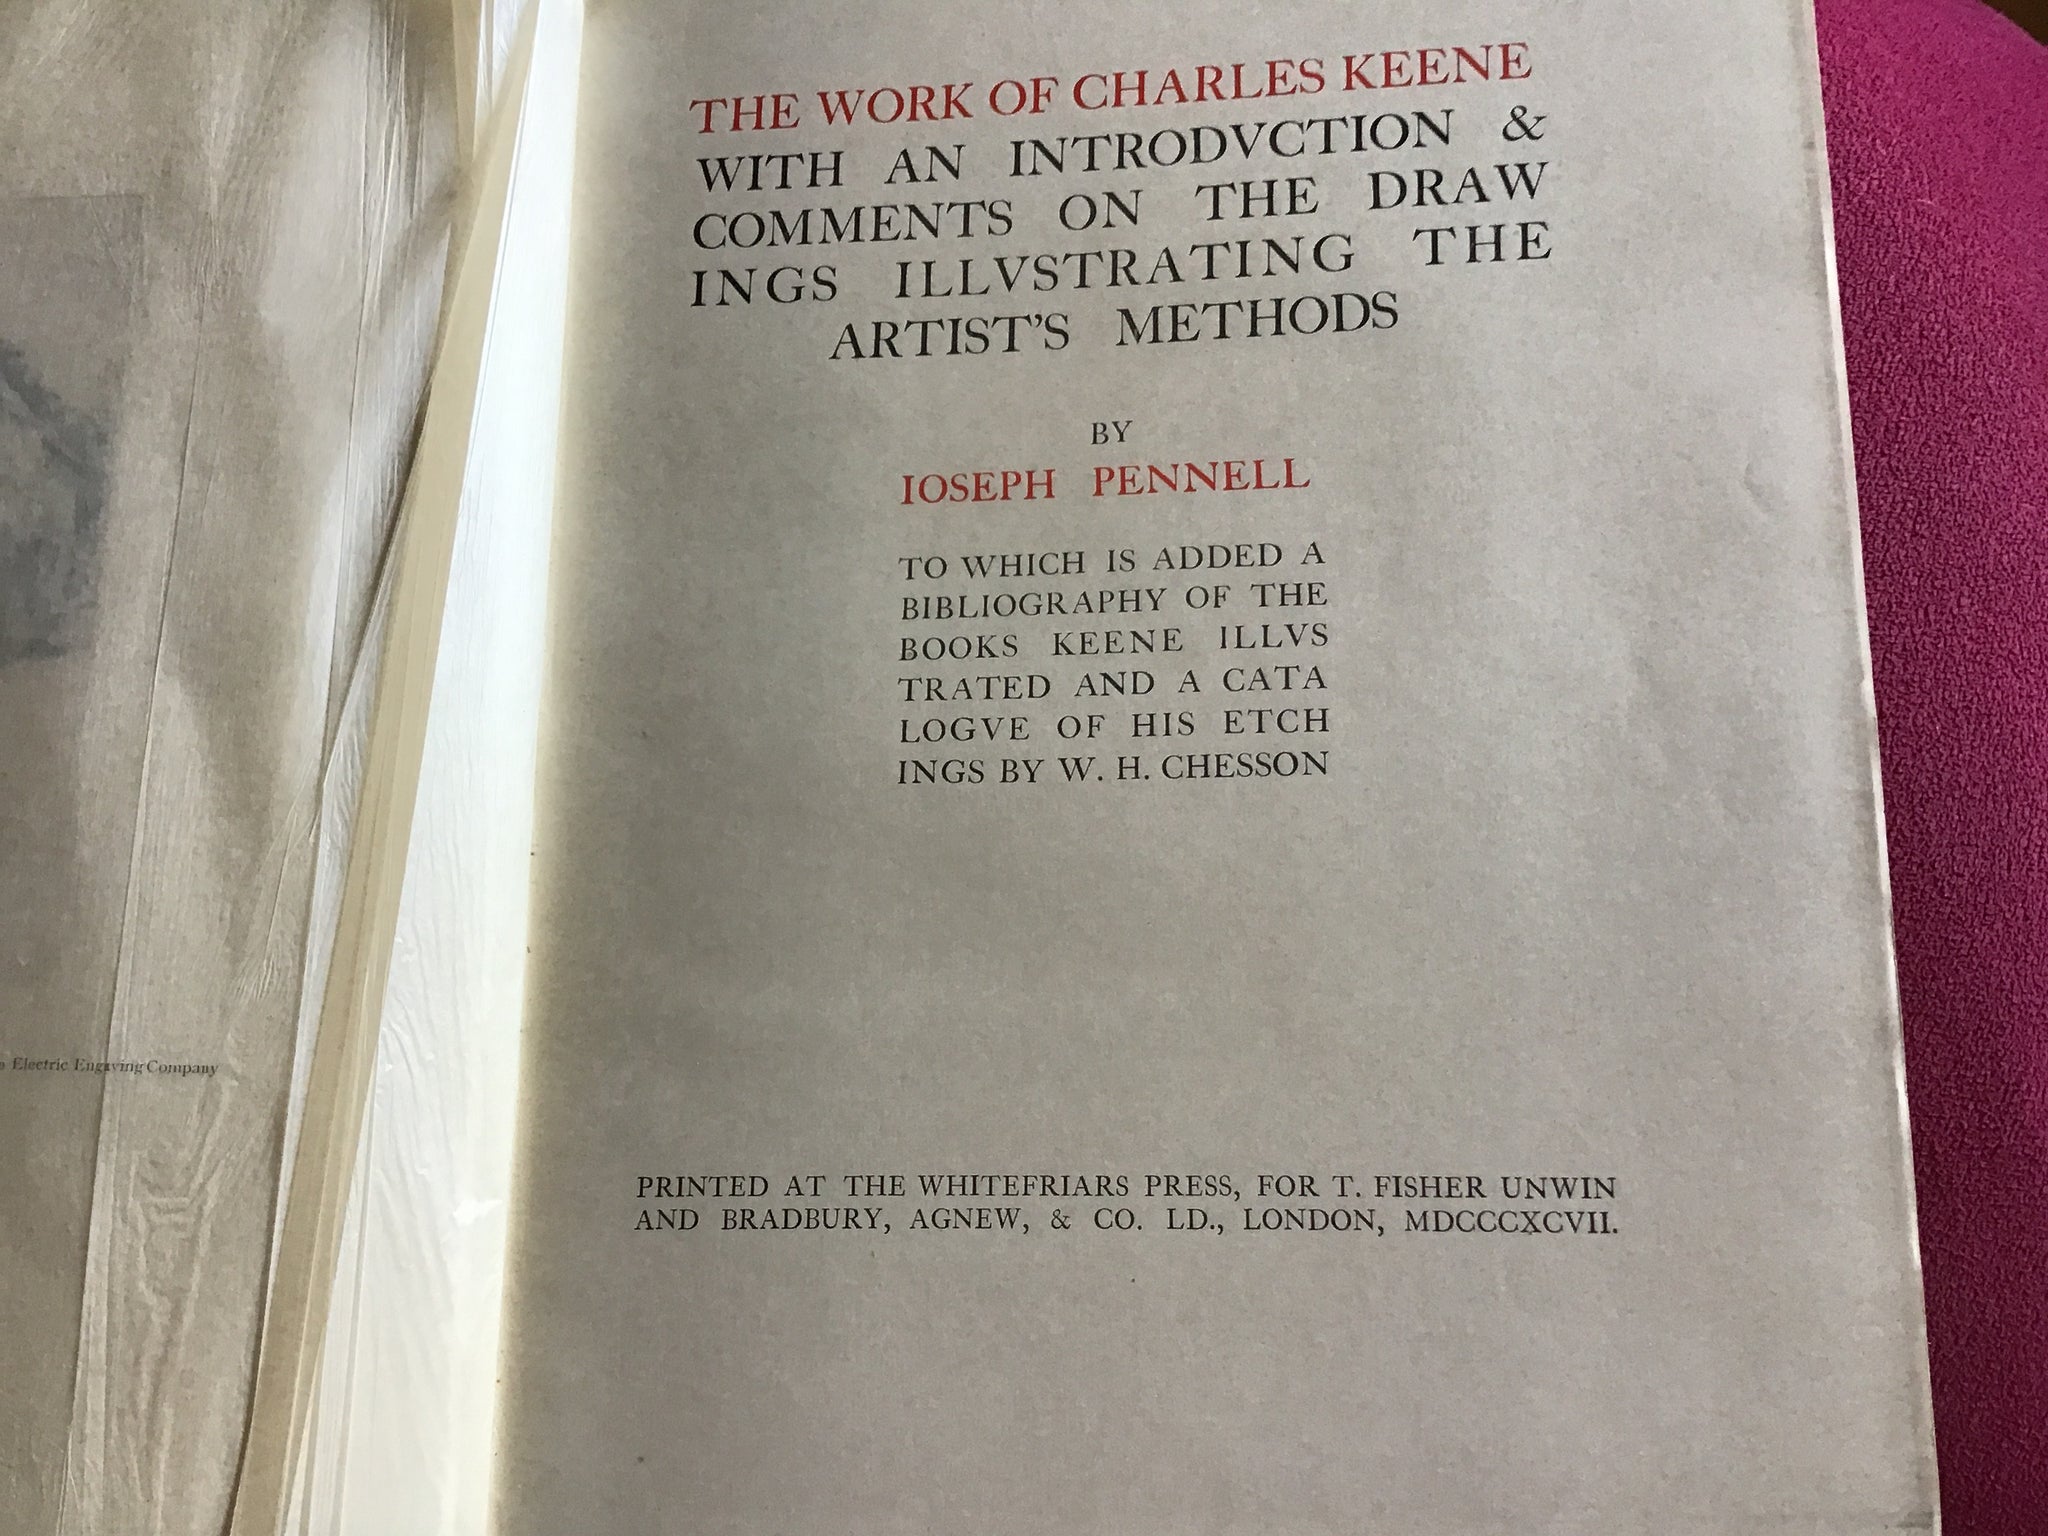 THE WORK OF CHARLES KEENE
WITH AN INTRODVCTION &
COMMENTS ON THE DRAW
INGS ILLVSTRATING THE
ARTIST'S METHODS
BY
IOSEPH PENNELL
TO WHICH IS ADDED A
BIBLIOGRAPHY OF THE
BOOKS KEENE ILLVS
TRATED AND A CATA
LOGVE OF HIS ETCH
INGS BY W. H. CHESSON
PRINTED AT THE WHITEFRIARS PRESS, FOR T. FISHER UNWIN
AND BRADBURY, AGNEW, & CO. LD., LONDON, MDCCCXCVII.
Electric Engraving Company